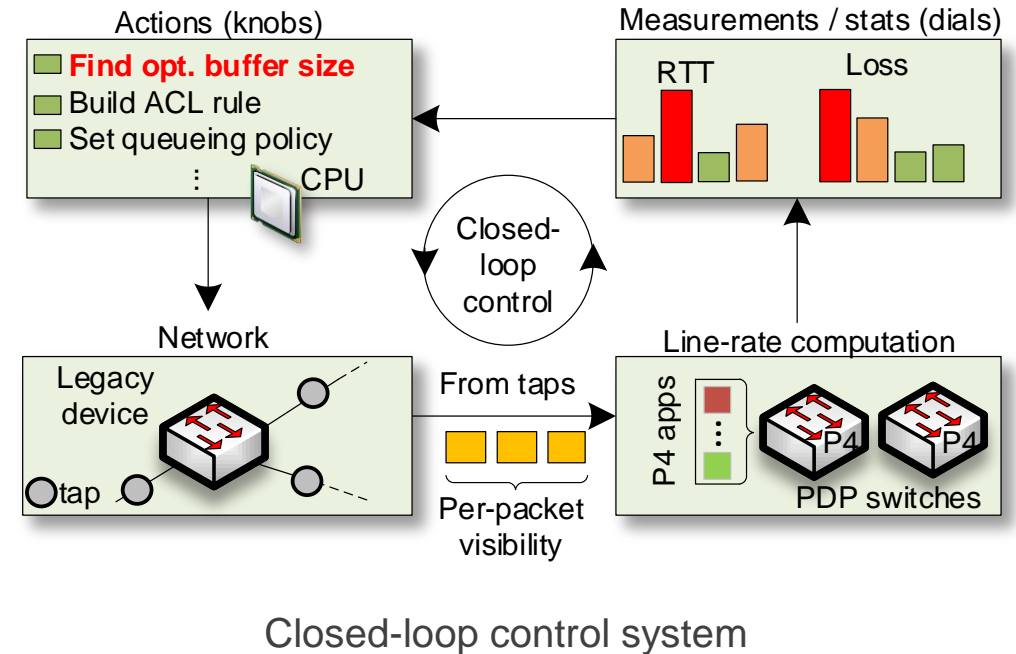 Actions (knobs)
Find opt. buffer size
Build ACL rule
Set queueing policy
⋮
CPU
Measurements / stats (dials)
RTT
Loss
Closed-
loop
control
Network
Legacy
device
tap
From taps
Per-packet
visibility
Line-rate computation
P4 apps
...
P4
P4
PDP switches
Closed-loop control system